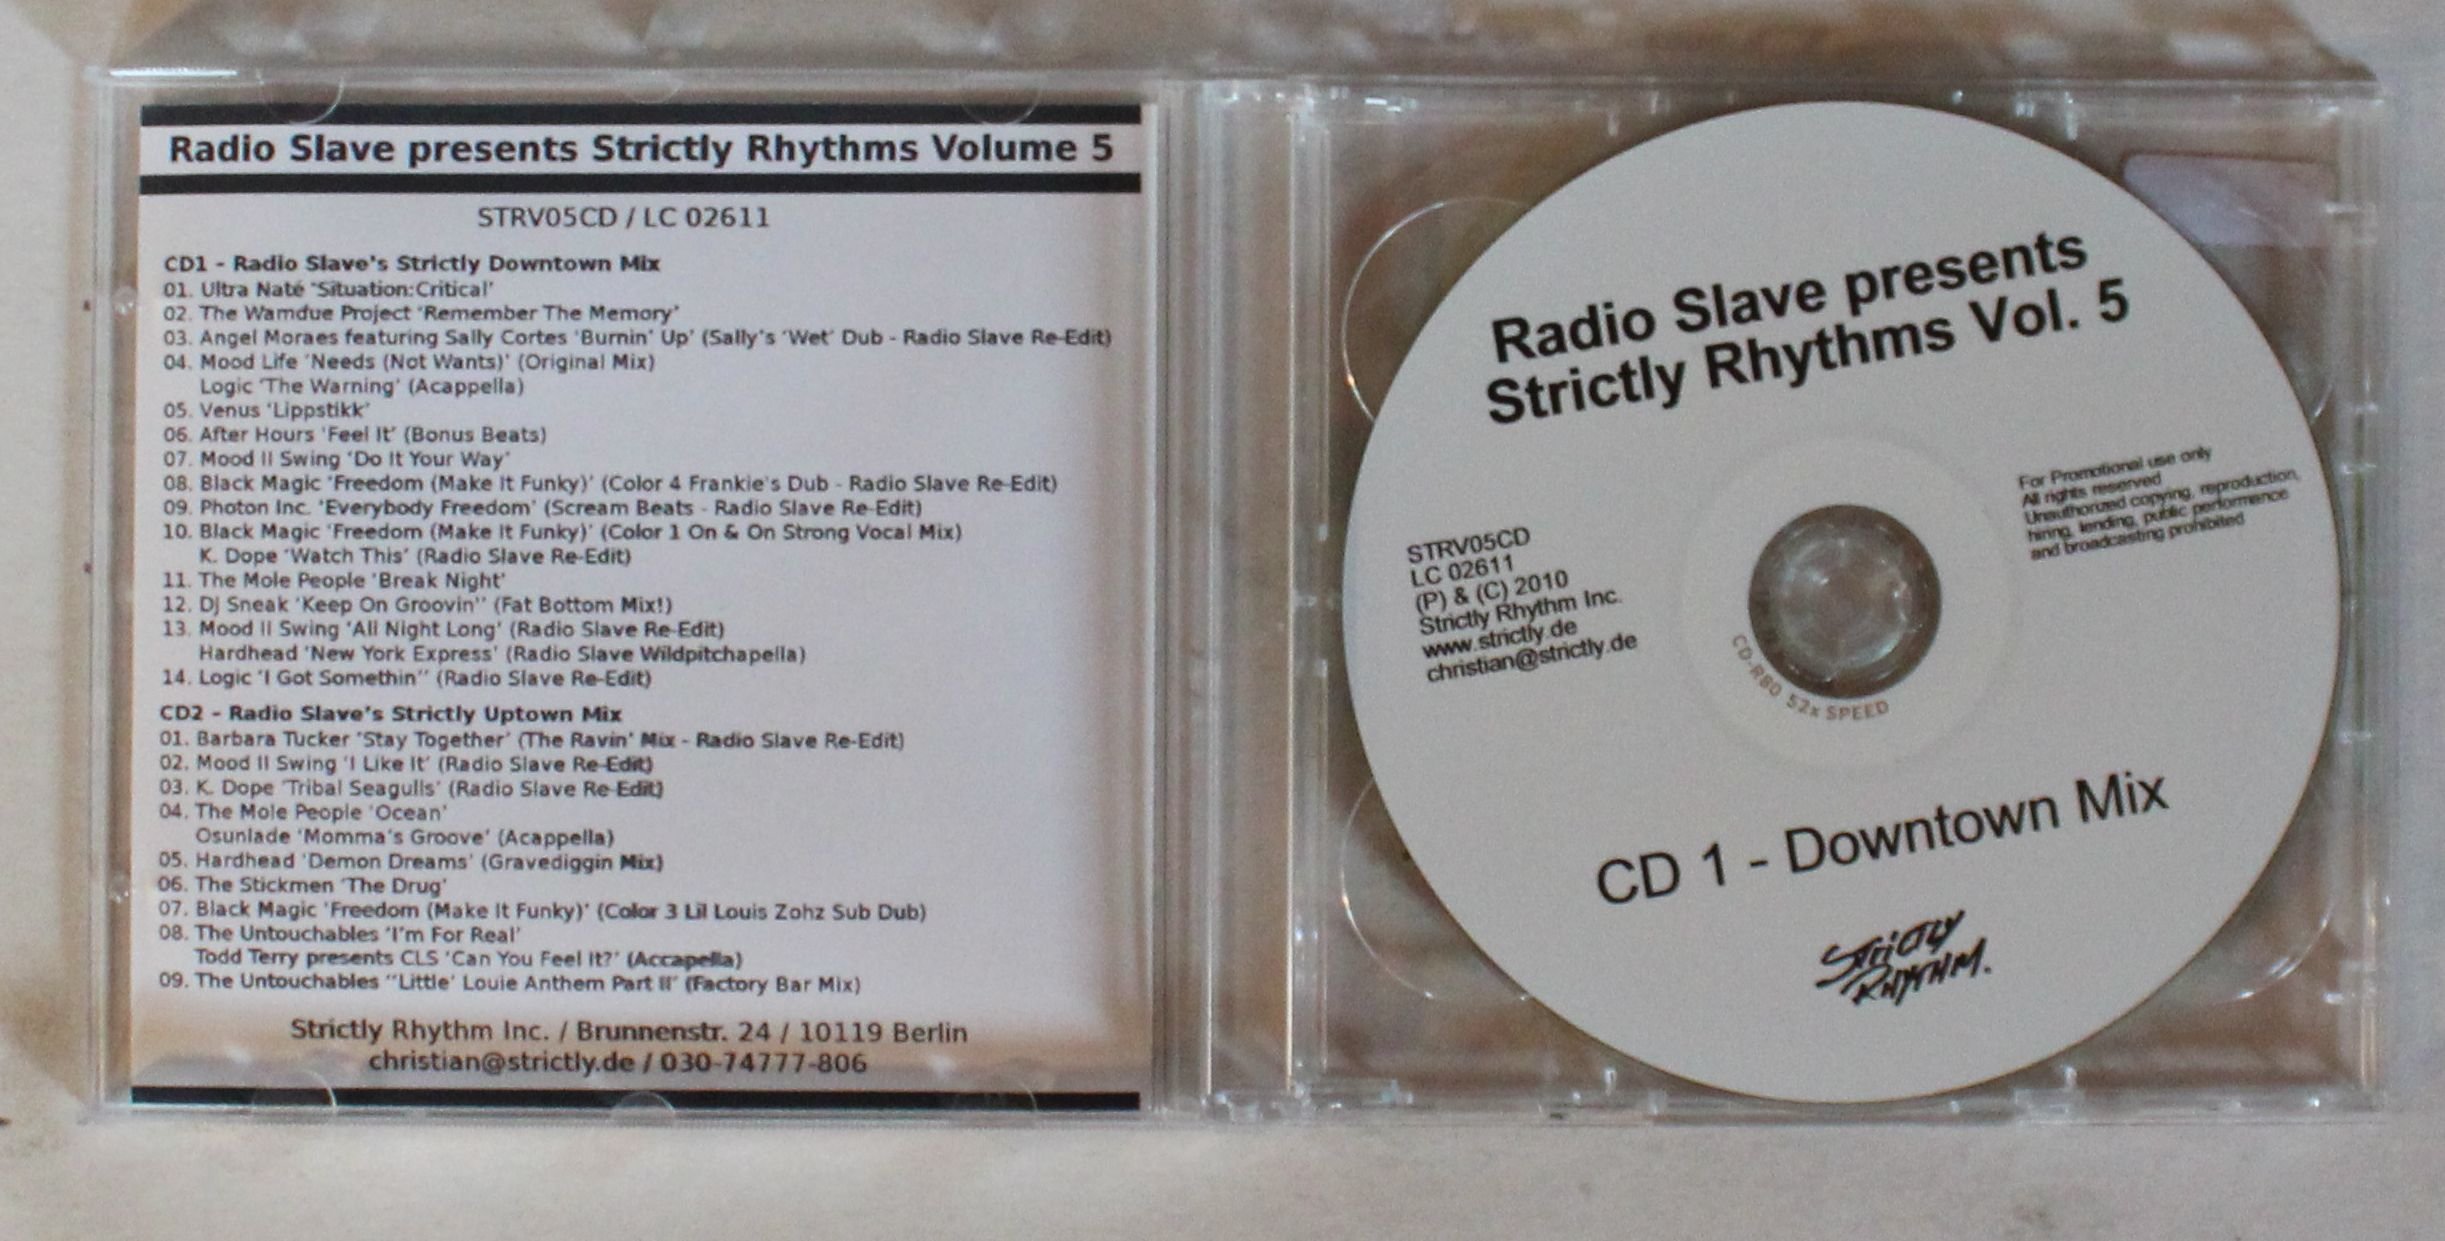 Radio Slave presents Strictly Rhythms Volume 5
STRV05CD / LC 02611
CD1 - Radio Slave's Strictly Downtown Mix
01. Ultra Naté 'Situation:Critical'
02. The Wamdue Project 'Remember The Memory'
03. Angel Moraes featuring Sally Cortes 'Burnin' Up' (Sally's 'Wet' Dub - Radio Slave Re-Edit)
04. Mood Life 'Needs (Not Wants)' (Original Mix)
Logic 'The Warning' (Acappella)
05. Venus 'Lippstikk'
06. After Hours 'Feel It' (Bonus Beats)
07. Mood II Swing 'Do It Your Way'
08. Black Magic 'Freedom (Make It Funky)' (Color 4 Frankie's Dub - Radio Slave Re-Edit)
09. Photon Inc. 'Everybody Freedom' (Scream Beats - Radio Slave Re-Edit)
10. Black Magic 'Freedom (Make It Funky)' (Color 1 On & On Strong Vocal Mix)
K. Dope 'Watch This' (Radio Slave Re-Edit)
11. The Mole People 'Break Night'
12. DJ Sneak 'Keep On Groovin'' (Fat Bottom Mix!)
13. Mood II Swing 'All Night Long' (Radio Slave Re-Edit)
Hardhead 'New York Express' (Radio Slave Wildpitchapella)
14. Logic 'I Got Somethin'' (Radio Slave Re-Edit)
CD2 - Radio Slave's Strictly Uptown Mix
01. Barbara Tucker 'Stay Together' (The Ravin' Mix - Radio Slave Re-Edit)
02. Mood II Swing 'I Like It' (Radio Slave Re-Edit)
03. K. Dope 'Tribal Seagulls' (Radio Slave Re-Edit)
04. The Mole People 'Ocean'
Osunlade 'Momma's Groove' (Acappella)
05. Hardhead 'Demon Dreams' (Gravediggin Mix)
06. The Stickmen 'The Drug'
07. Black Magic 'Freedom (Make It Funky)' (Color 3 Lil Louis Zohz Sub Dub)
08. The Untouchables 'I'm For Real'
Todd Terry presents CLS 'Can You Feel It?' (Accapella)
09. The Untouchables ''Little' Louie Anthem Part II' (Factory Bar Mix)
Strictly Rhythm Inc. / Brunnenstr. 24 / 10119 Berlin
christian@strictly.de / 030-74777-806
Radio Slave presents
Strictly Rhythms Vol. 5
STRV05CD
LC 02611
(P) & (C) 2010
Strictly Rhythm Inc.
www.strictly.de
christian@strictly.de
For Promotional use only
All rights reserved
Unauthorized copying, reproduction,
hiring, lending, public performance
and broadcasting prohibited
CD-R80 52x SPEED
CD 1 - Downtown Mix
STRICTLY
RHYTHM.